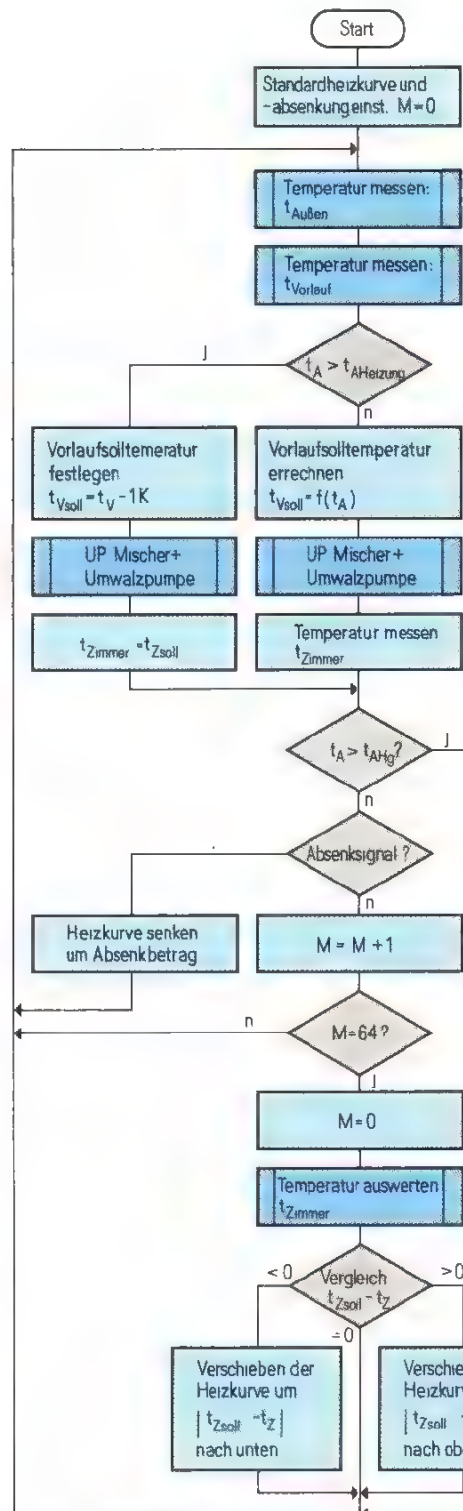 Start
Standardheizkurve und
-absenkung einst. M=0
Temperatur messen:
tAußen
Temperatur messen:
tVorlauf
tA > tAHeizung
j
n
Vorlaufsolltemeratur
festlegen
tVsoll = tV - 1K
Vorlaufsolltemperatur
errechnen
tVsoll = f(tA)
UP Mischer+
Umwalzpumpe
UP Mischer+
Umwalzpumpe
tZimmer = tZsoll
Temperatur messen
tZimmer
tA > tAHg?
j
n
Absenksignal ?
n
Heizkurve senken
um Absenkbetrag
M = M + 1
n
M=64?
j
M=0
Temperatur auswerten
tZimmer
< 0
Vergleich
tZsoll - tZ
>0
=0
Verschieben der
Heizkurve um
| tZsoll - tZ |
nach unten
Verschie
Heizkurv
| tZsoll -
nach obe